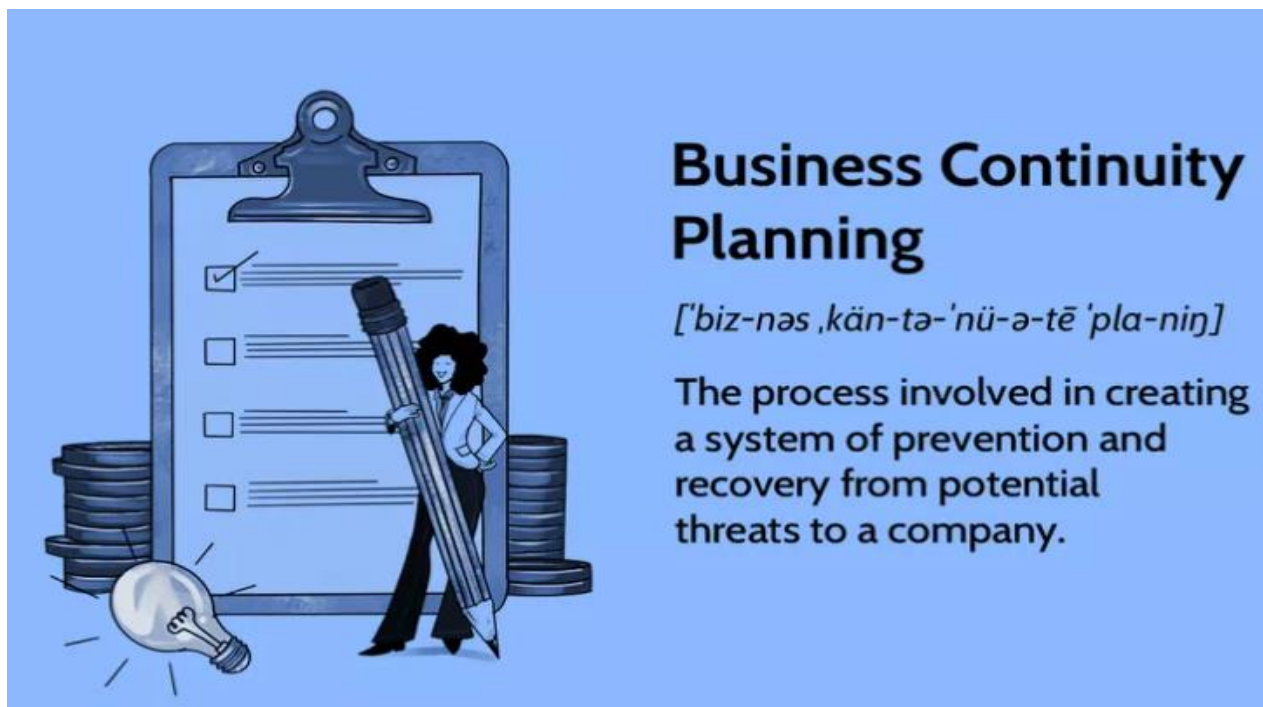 Business Continuity
Planning
[ˈbiz-nəs ˌkän-tə-ˈnü-ə-tē ˈpla-niŋ]
The process involved in creating
a system of prevention and
recovery from potential
threats to a company.